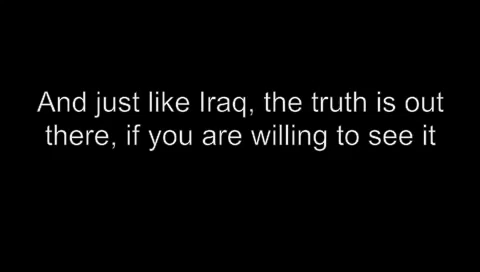 And just like Iraq, the truth is out
there, if you are willing to see it